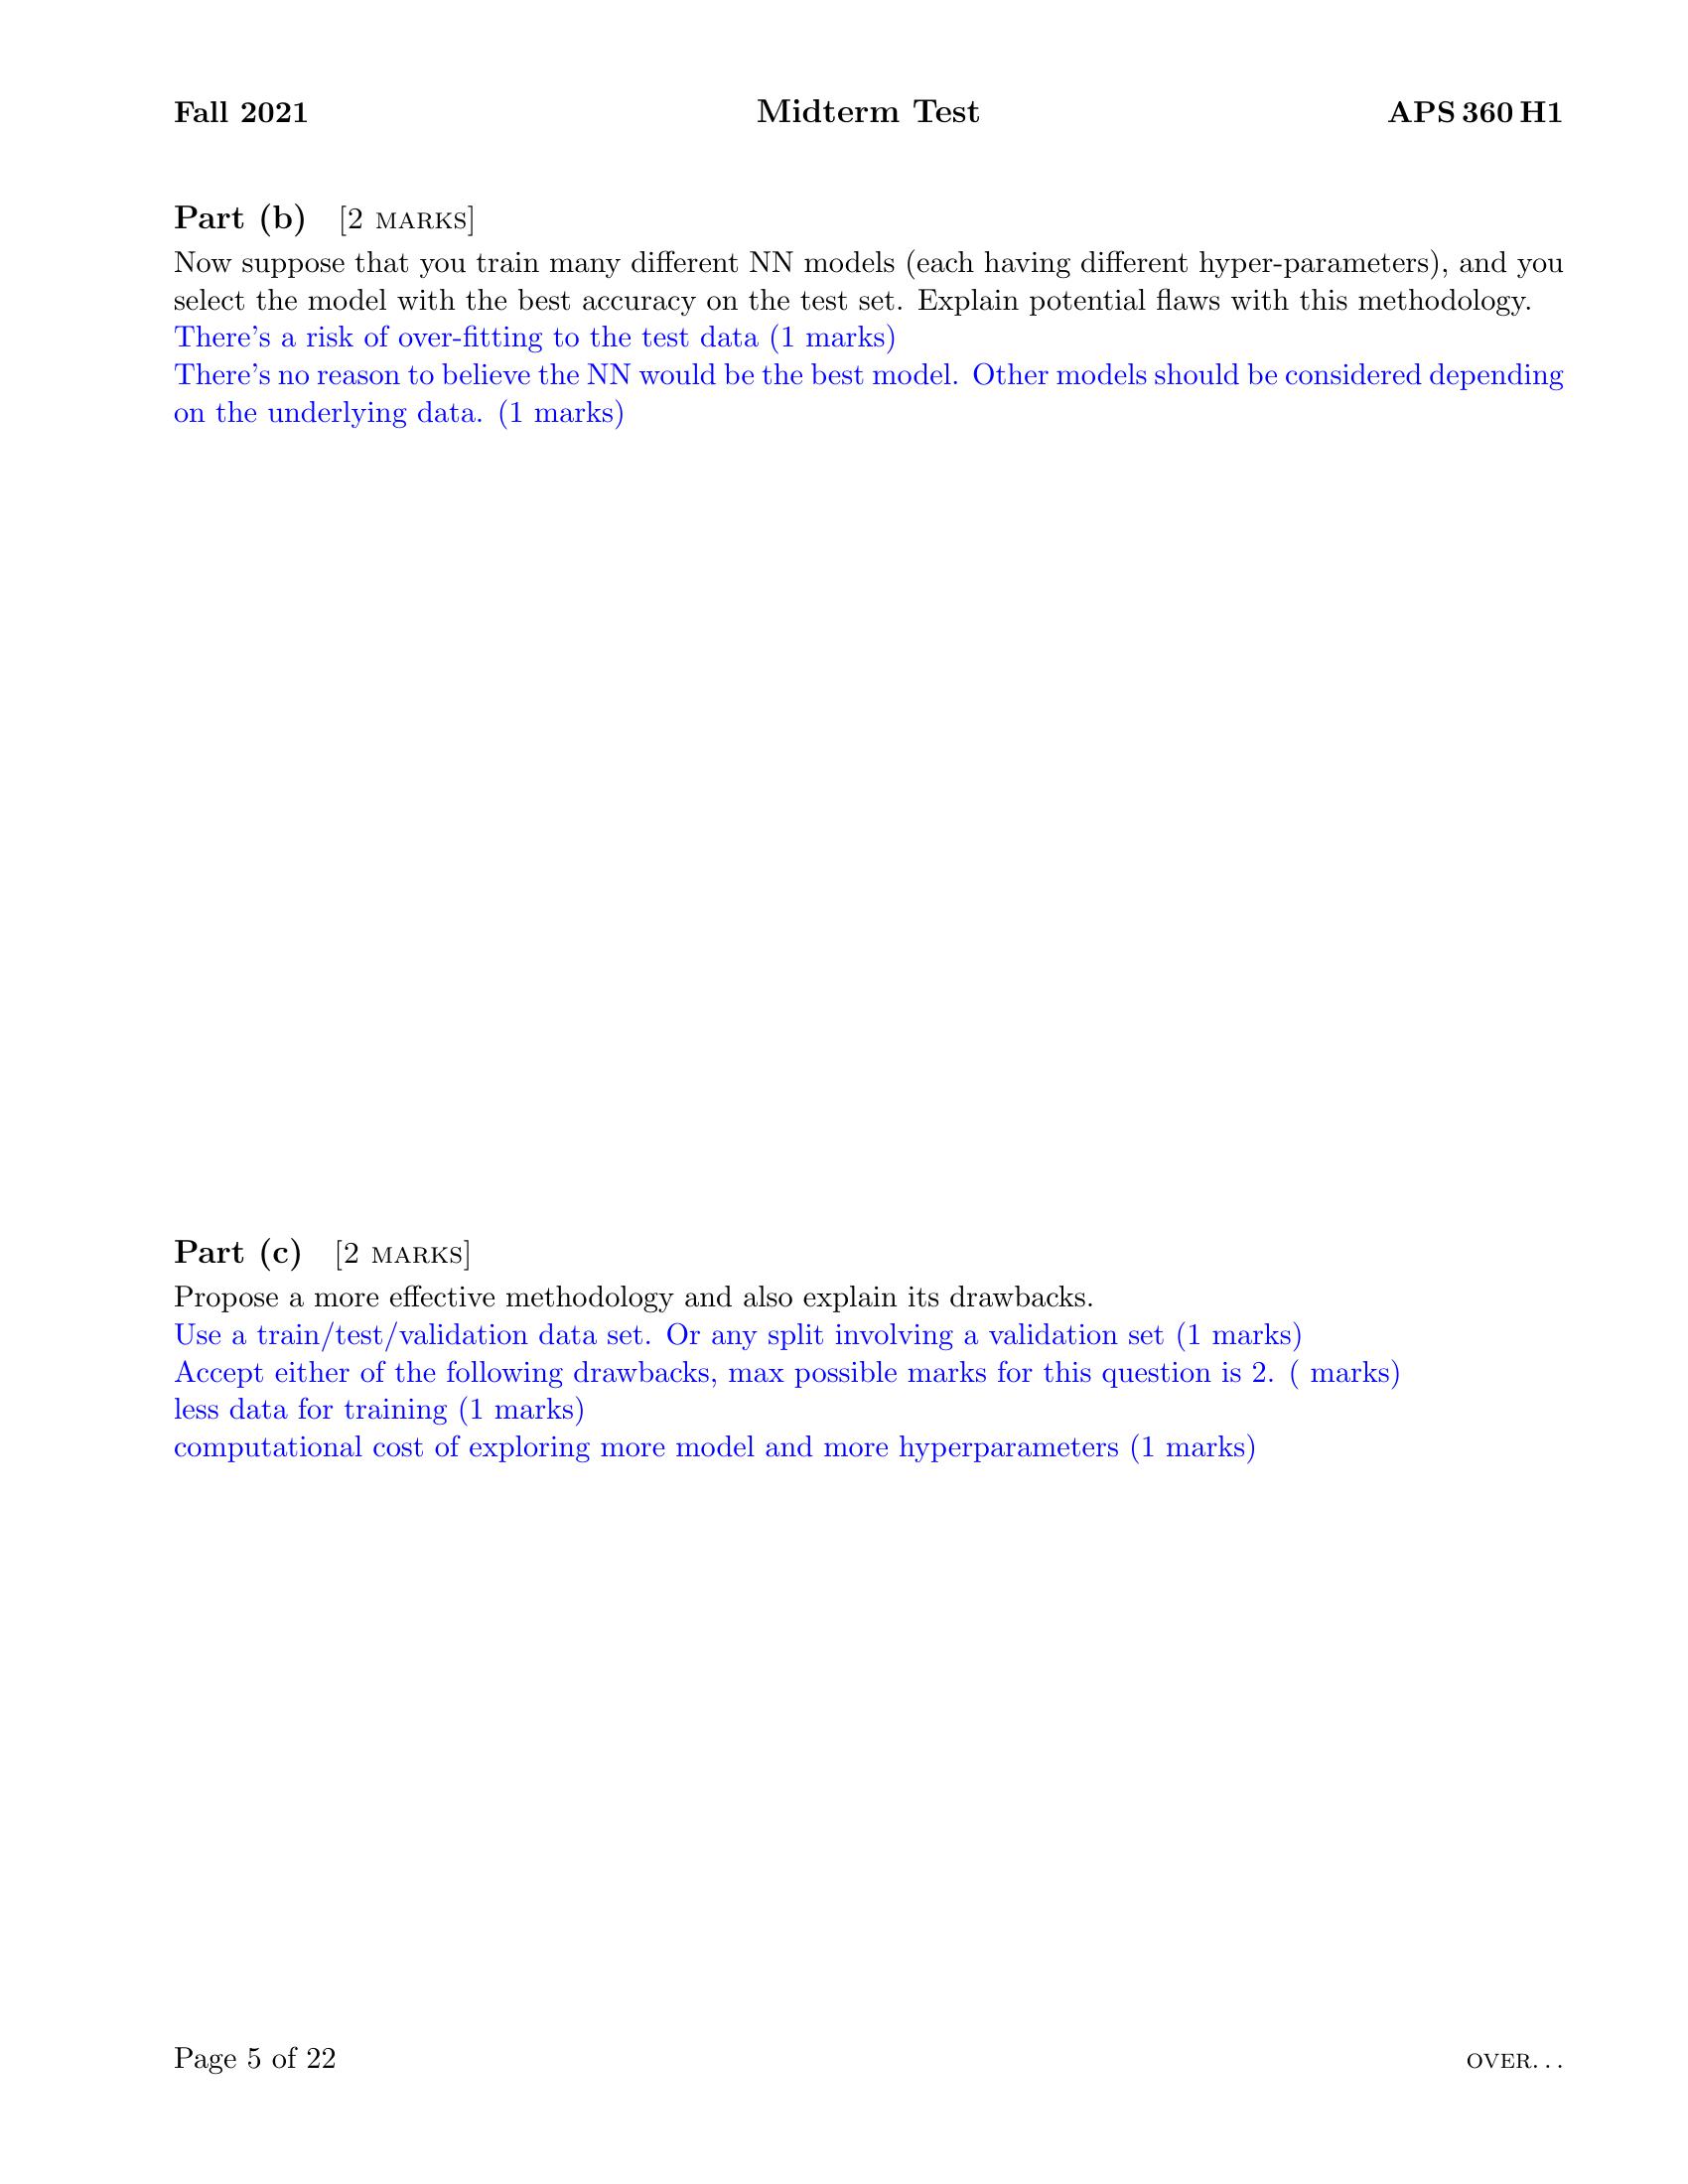 Fall 2021 Midterm Test APS 360 H1
Part (b) [2 MARKS]
Now suppose that you train many different NN models (each having different hyper-parameters), and you
select the model with the best accuracy on the test set. Explain potential flaws with this methodology.
There's a risk of over-fitting to the test data (1 marks)
There's no reason to believe the NN would be the best model. Other models should be considered depending
on the underlying data. (1 marks)
Part (c) [2 MARKS]
Propose a more effective methodology and also explain its drawbacks.
Use a train/test/validation data set. Or any split involving a validation set (1 marks)
Accept either of the following drawbacks, max possible marks for this question is 2. ( marks)
less data for training (1 marks)
computational cost of exploring more model and more hyperparameters (1 marks)
Page 5 of 22 OVER...